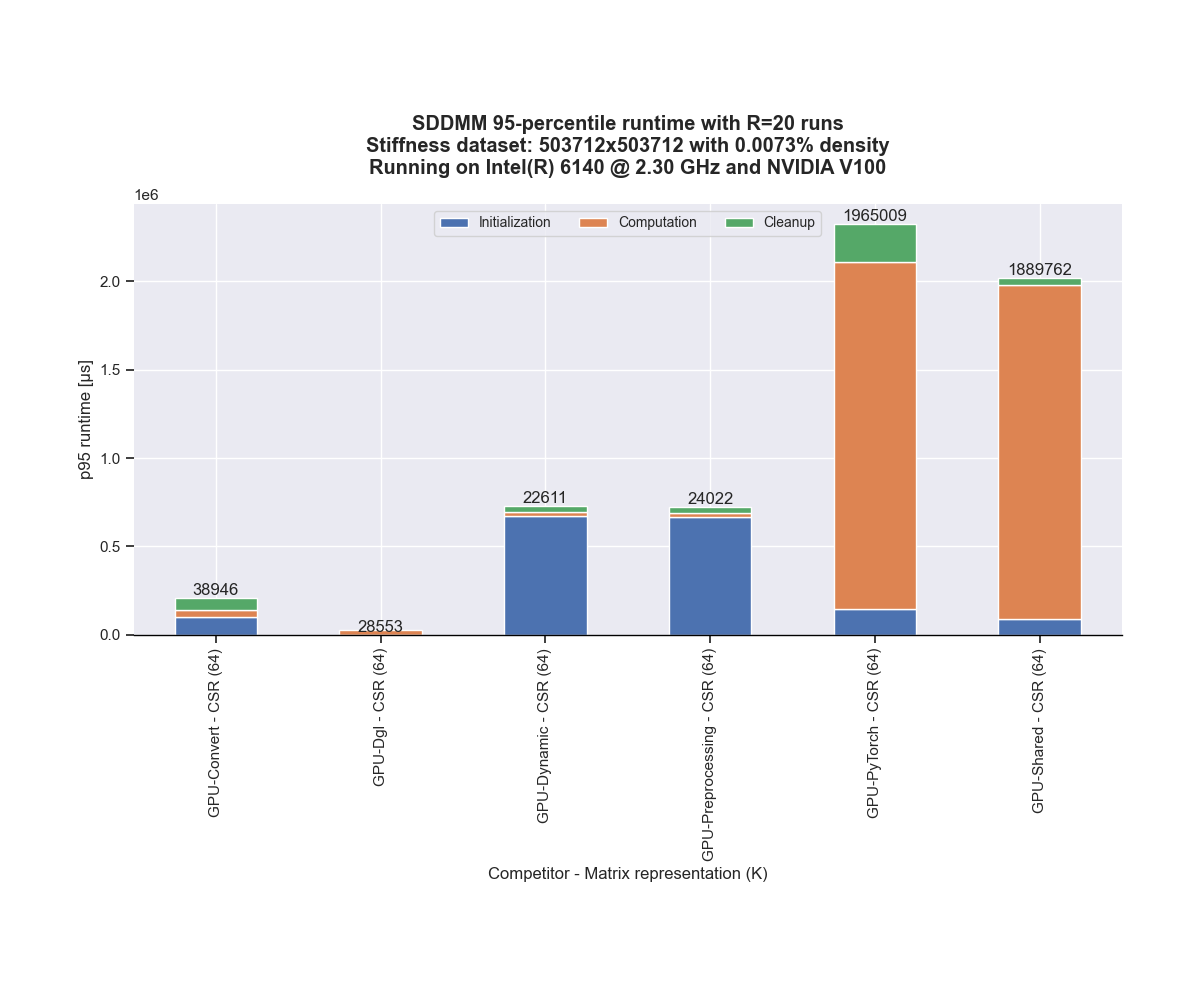 SDDMM 95-percentile runtime with R=20 runs
Stiffness dataset: 503712x503712 with 0.0073% density
Running on Intel(R) 6140 @ 2.30 GHz and NVIDIA V100
1e6
Initialization Computation Cleanup
p95 runtime [µs]
2.0
1.5
1.0
0.5
0.0
38946
28553
22611
24022
1965009
1889762
GPU-Convert - CSR (64)
GPU-Dgl - CSR (64)
GPU-Dynamic - CSR (64)
GPU-Preprocessing - CSR (64)
GPU-PyTorch - CSR (64)
GPU-Shared - CSR (64)
Competitor - Matrix representation (K)